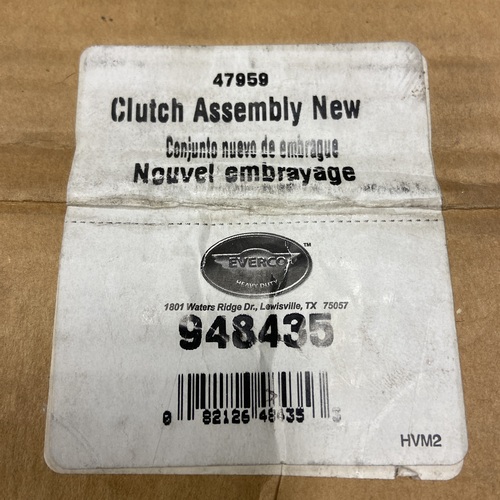 47959
Clutch Assembly New
Conjunto nuevo de embrague
Nouvel embrayage
EVERCO
TM
HEAVY DUTY
1801 Waters Ridge Dr., Lewisville, TX 75057
948435
0 82126 48435 5
HVM2